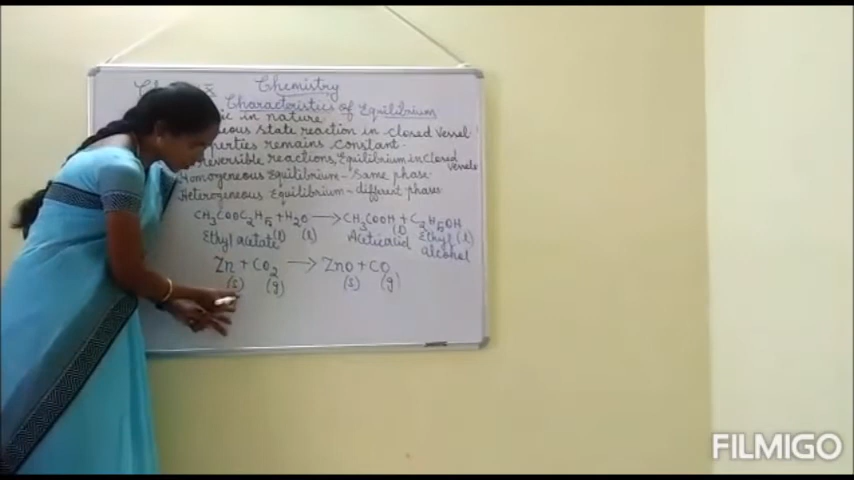 Chemistry
Characteristics of Equilibrium
in nature
state reaction in closed vessel
remains constant.
reversible reactions, Equilibrium in closed vessels
Homogeneous Equilibrium - Same phase.
Heterogeneous Equilibrium - different phases
CH₃COOC₂H₅ + H₂O → CH₃COOH + C₂H₅OH
(l) (l) (l) (l)
Ethyl acetate Acetic acid Ethyl alcohol
Zn + CO₂ → ZnO + CO
(s) (g) (s) (g)
FILMIGO